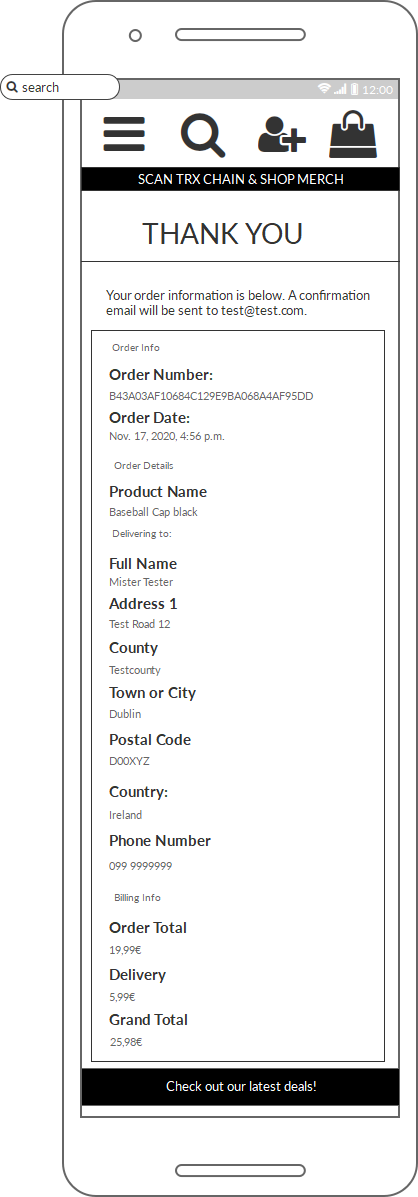 search
12:00
SCAN TRX CHAIN & SHOP MERCH
THANK YOU
Your order information is below. A confirmation
email will be sent to test@test.com.
Order Info
Order Number:
B43A03AF10684C129E9BA068A4AF95DD
Order Date:
Nov. 17, 2020, 4:56 p.m.
Order Details
Product Name
Baseball Cap black
Delivering to:
Full Name
Mister Tester
Address 1
Test Road 12
County
Testcounty
Town or City
Dublin
Postal Code
D00XYZ
Country:
Ireland
Phone Number
099 9999999
Billing Info
Order Total
19,99€
Delivery
5,99€
Grand Total
25,98€
Check out our latest deals!